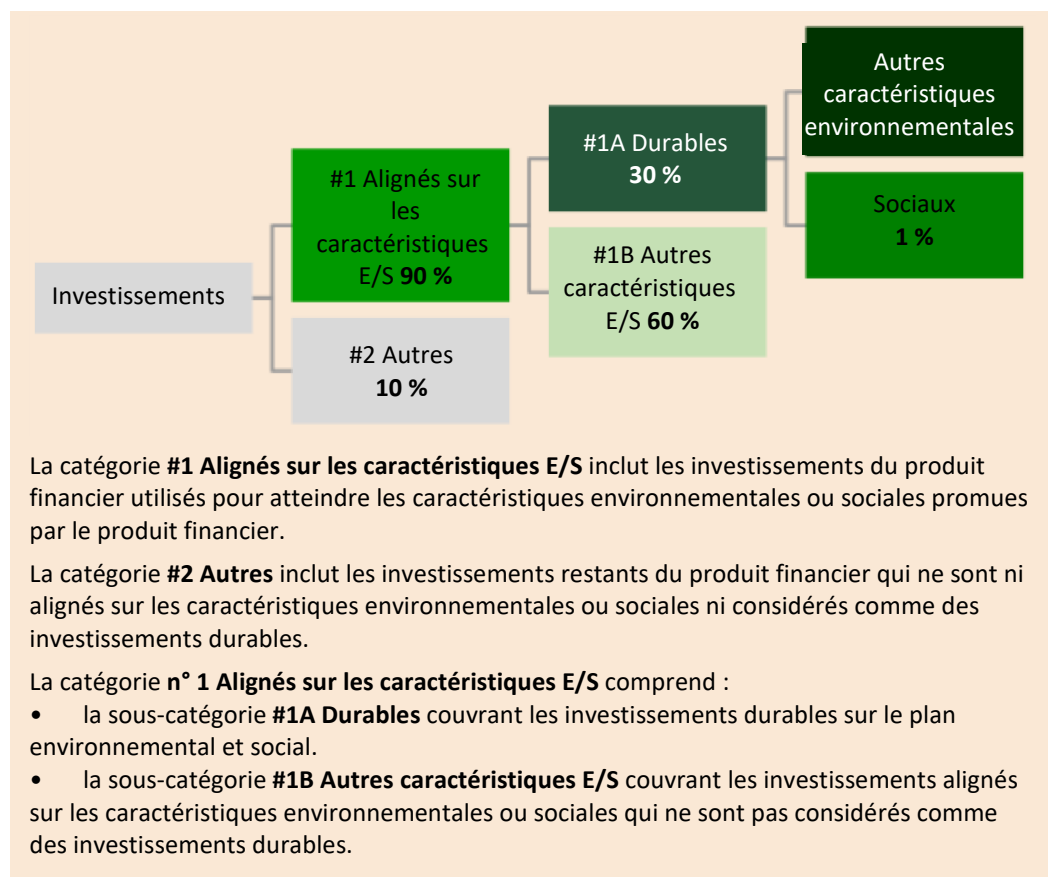 Investissements
#1 Alignés sur
les
caractéristiques
E/S 90 %
#2 Autres
10 %
#1A Durables
30 %
#1B Autres
caractéristiques
E/S 60 %
Autres
caractéristiques
environnementales
Sociaux
1 %
La catégorie #1 Alignés sur les caractéristiques E/S inclut les investissements du produit
financier utilisés pour atteindre les caractéristiques environnementales ou sociales promues
par le produit financier.
La catégorie #2 Autres inclut les investissements restants du produit financier qui ne sont ni
alignés sur les caractéristiques environnementales ou sociales ni considérés comme des
investissements durables.
La catégorie n° 1 Alignés sur les caractéristiques E/S comprend :
• la sous-catégorie #1A Durables couvrant les investissements durables sur le plan
environnemental et social.
• la sous-catégorie #1B Autres caractéristiques E/S couvrant les investissements alignés
sur les caractéristiques environnementales ou sociales qui ne sont pas considérés comme
des investissements durables.